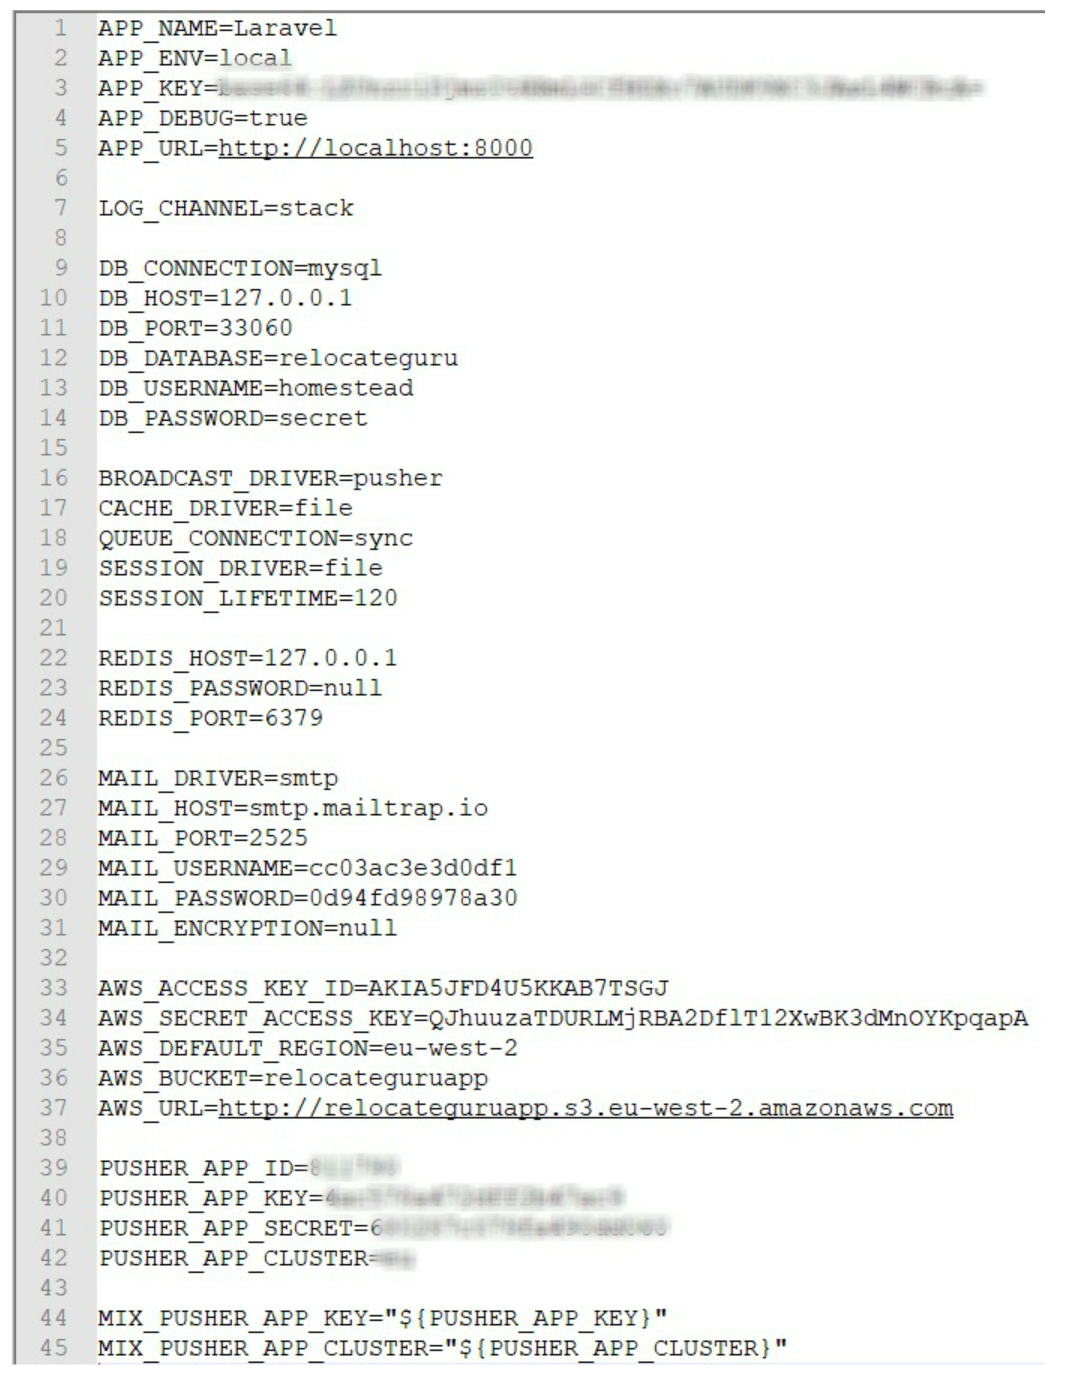 1 APP_NAME=Laravel
2 APP_ENV=local
3 APP_KEY=
4 APP_DEBUG=true
5 APP_URL=http://localhost:8000
6
7 LOG_CHANNEL=stack
8
9 DB_CONNECTION=mysql
10 DB_HOST=127.0.0.1
11 DB_PORT=33060
12 DB_DATABASE=relocateguru
13 DB_USERNAME=homestead
14 DB_PASSWORD=secret
15
16 BROADCAST_DRIVER=pusher
17 CACHE_DRIVER=file
18 QUEUE_CONNECTION=sync
19 SESSION_DRIVER=file
20 SESSION_LIFETIME=120
21
22 REDIS_HOST=127.0.0.1
23 REDIS_PASSWORD=null
24 REDIS_PORT=6379
25
26 MAIL_DRIVER=smtp
27 MAIL_HOST=smtp.mailtrap.io
28 MAIL_PORT=2525
29 MAIL_USERNAME=cc03ac3e3d0df1
30 MAIL_PASSWORD=0d94fd98978a30
31 MAIL_ENCRYPTION=null
32
33 AWS_ACCESS_KEY_ID=AKIA5JFD4U5KKAB7TSGJ
34 AWS_SECRET_ACCESS_KEY=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
35 AWS_DEFAULT_REGION=eu-west-2
36 AWS_BUCKET=relocateguruapp
37 AWS_URL=http://relocateguruapp.s3.eu-west-2.amazonaws.com
38
39 PUSHER_APP_ID=
40 PUSHER_APP_KEY=
41 PUSHER_APP_SECRET=
42 PUSHER_APP_CLUSTER=
43
44 MIX_PUSHER_APP_KEY="${PUSHER_APP_KEY}"
45 MIX_PUSHER_APP_CLUSTER="${PUSHER_APP_CLUSTER}"